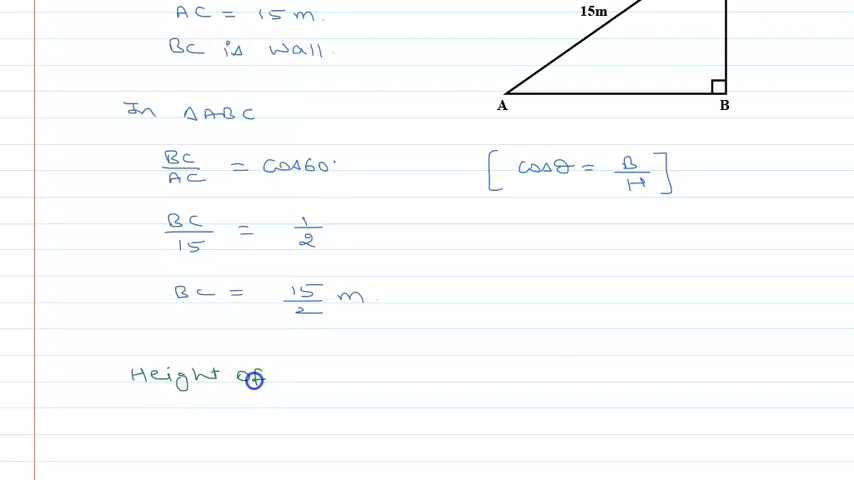 AC = 15 m.
BC is wall.
15m
A
B
In ΔABC
BC/AC = cos60°
[ cosθ = B/H ]
BC/15 = 1/2
BC = 15/2 m.
Height of